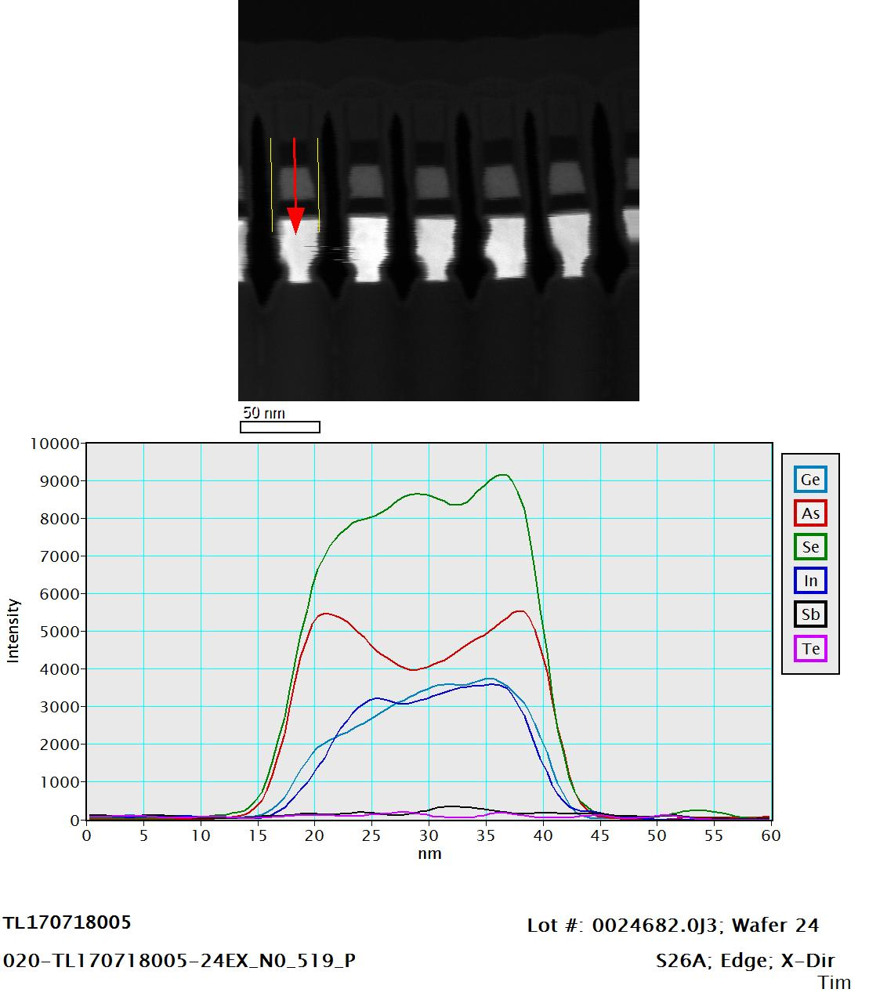 50 nm
10000
9000
8000
7000
6000
5000
4000
3000
2000
1000
0
Intensity
0 5 10 15 20 25 30 35 40 45 50 55 60
nm
Ge
As
Se
In
Sb
Te
TL170718005
Lot #: 0024682.0J3; Wafer 24
020-TL170718005-24EX_N0_519_P
S26A; Edge; X-Dir
Tim